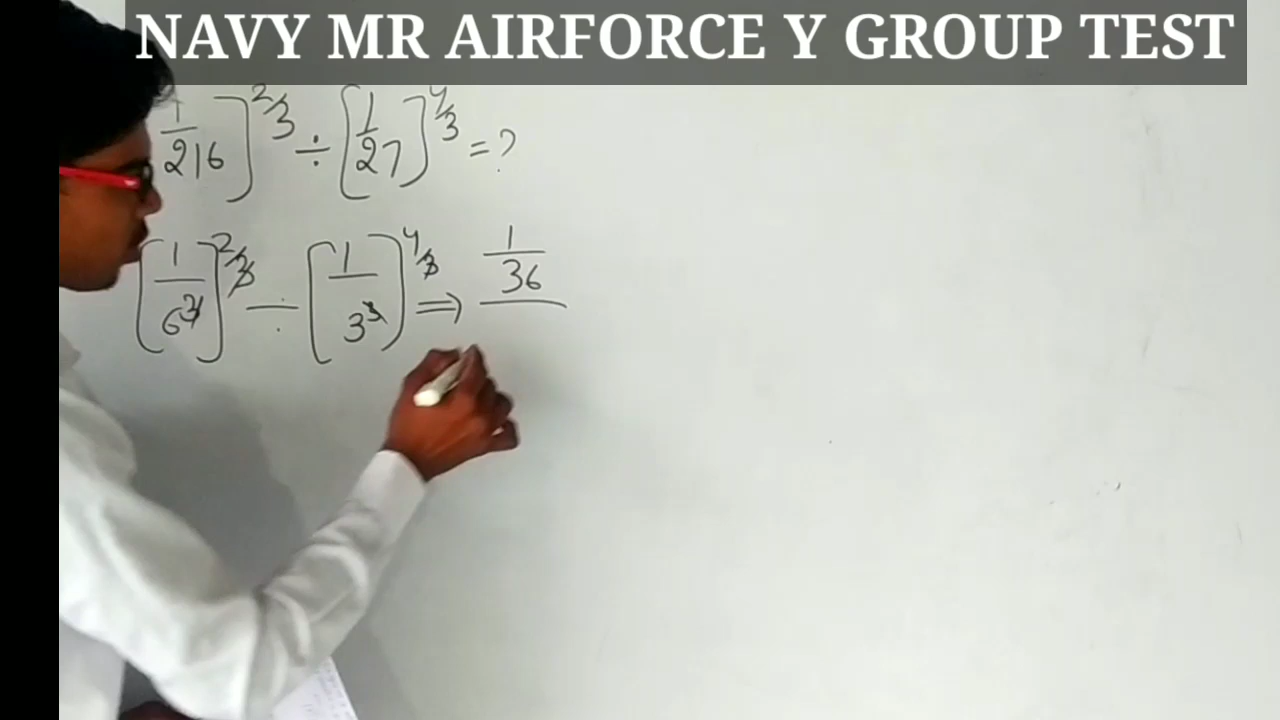 NAVY MR AIRFORCE Y GROUP TEST
1/216]^2/3 ÷ [1/27]^4/3 = ?
[1/6^3]^2/3 ÷ [1/3^3]^4/3 ⇒ 1/36